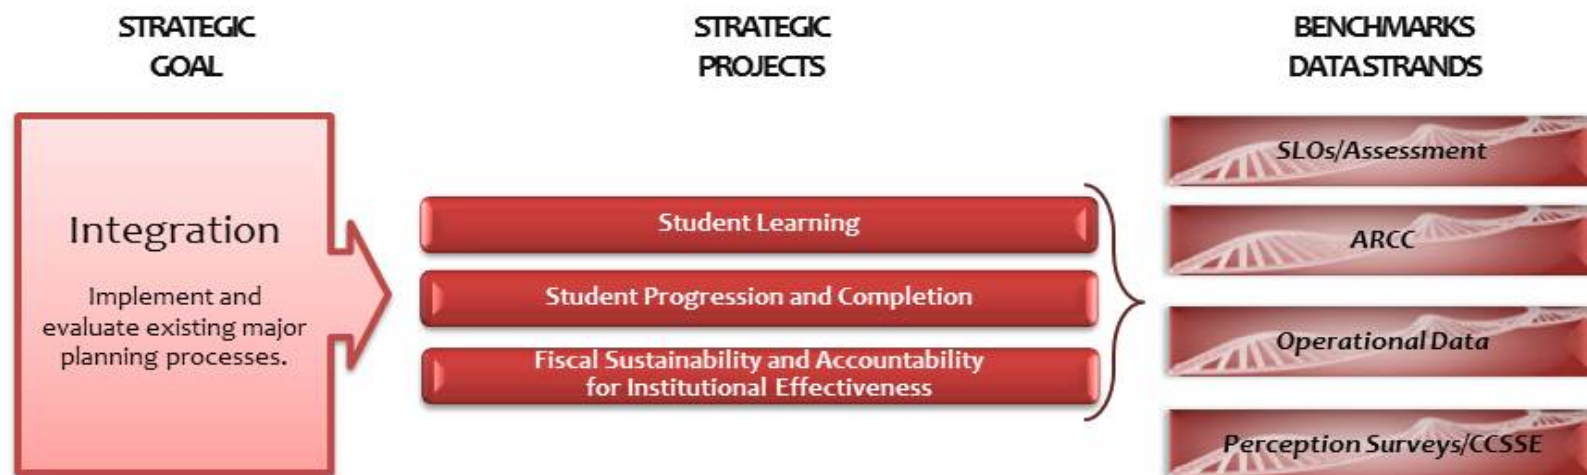 STRATEGIC
GOAL
STRATEGIC
PROJECTS
BENCHMARKS
DATA STRANDS
Integration
Implement and
evaluate existing major
planning processes.
Student Learning
Student Progression and Completion
Fiscal Sustainability and Accountability
for Institutional Effectiveness
SLOs/Assessment
ARCC
Operational Data
Perception Surveys/CCSSE